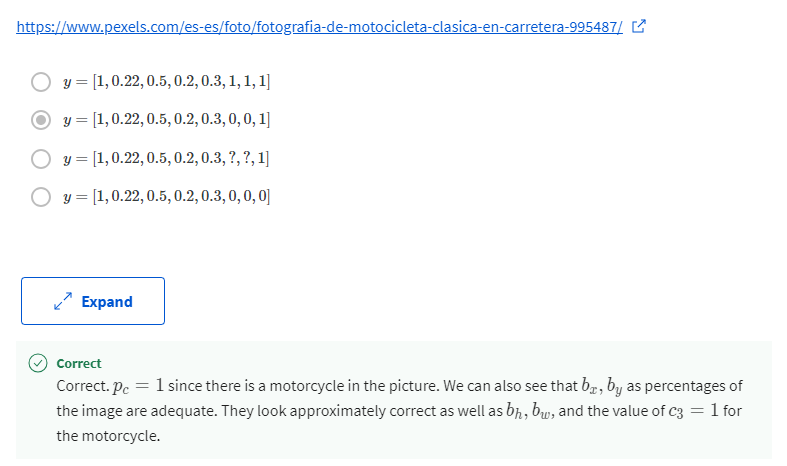 https://www.pexels.com/es-es/foto/fotografia-de-motocicleta-clasica-en-carretera-995487/
y = [1, 0.22, 0.5, 0.2, 0.3, 1, 1, 1]
y = [1, 0.22, 0.5, 0.2, 0.3, 0, 0, 1]
y = [1, 0.22, 0.5, 0.2, 0.3, ?, ?, 1]
y = [1, 0.22, 0.5, 0.2, 0.3, 0, 0, 0]
Expand
Correct
Correct. p_c = 1 since there is a motorcycle in the picture. We can also see that b_x, b_y as percentages of
the image are adequate. They look approximately correct as well as b_h, b_w, and the value of c_3 = 1 for
the motorcycle.